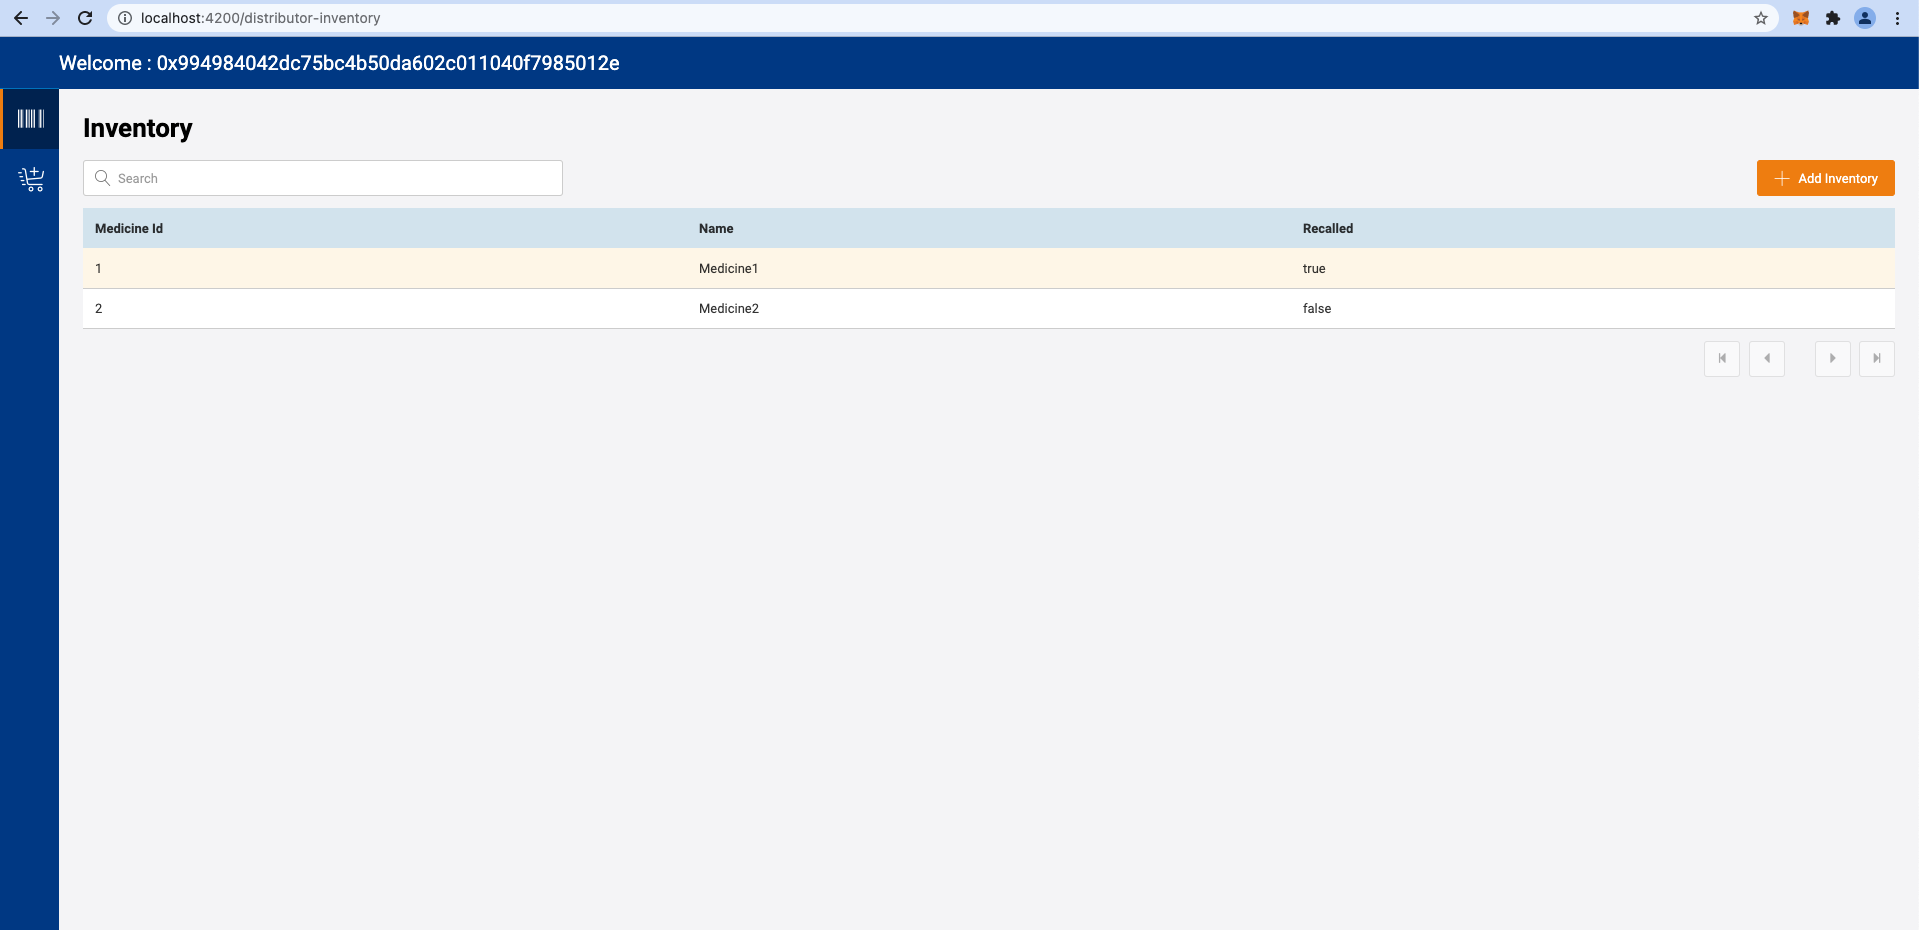 localhost:4200/distributor-inventory
Welcome : 0x994984042dc75bc4b50da602c011040f7985012e
Inventory
Search
Add Inventory
Medicine Id Name Recalled
1 Medicine1 true
2 Medicine2 false